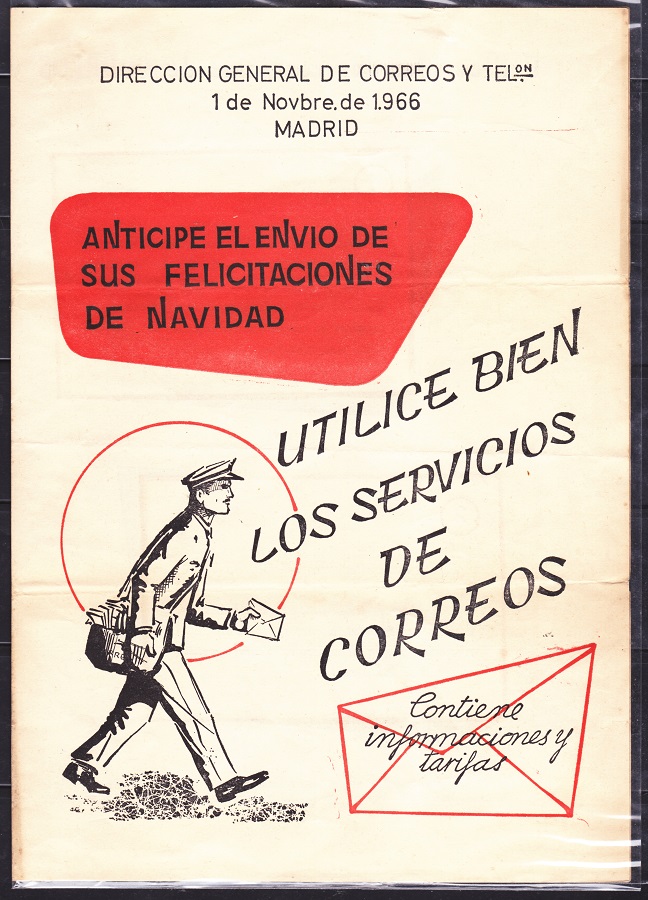 DIRECCION GENERAL DE CORREOS Y TELON.
1 de Novbre. de 1.966
MADRID
ANTICIPE EL ENVIO DE
SUS FELICITACIONES
DE NAVIDAD
UTILICE BIEN
LOS SERVICIOS
DE
CORREOS
Contiene
informaciones y
tarifas